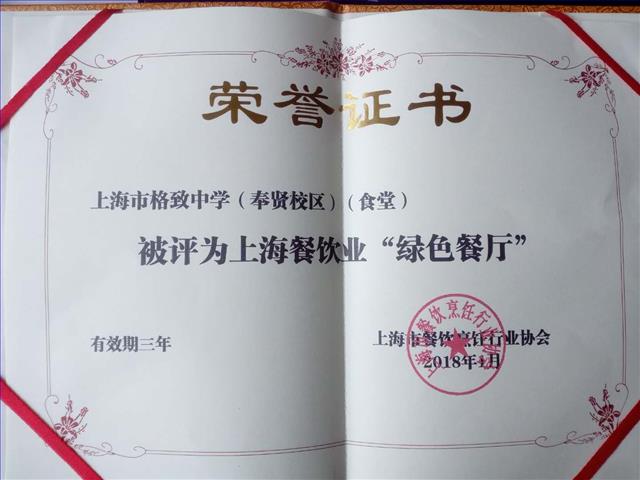 荣誉证书
上海市格致中学（奉贤校区）（食堂）
被评为上海餐饮业“绿色餐厅”
有效期三年
上海市餐饮烹饪行业协会
2018年1月